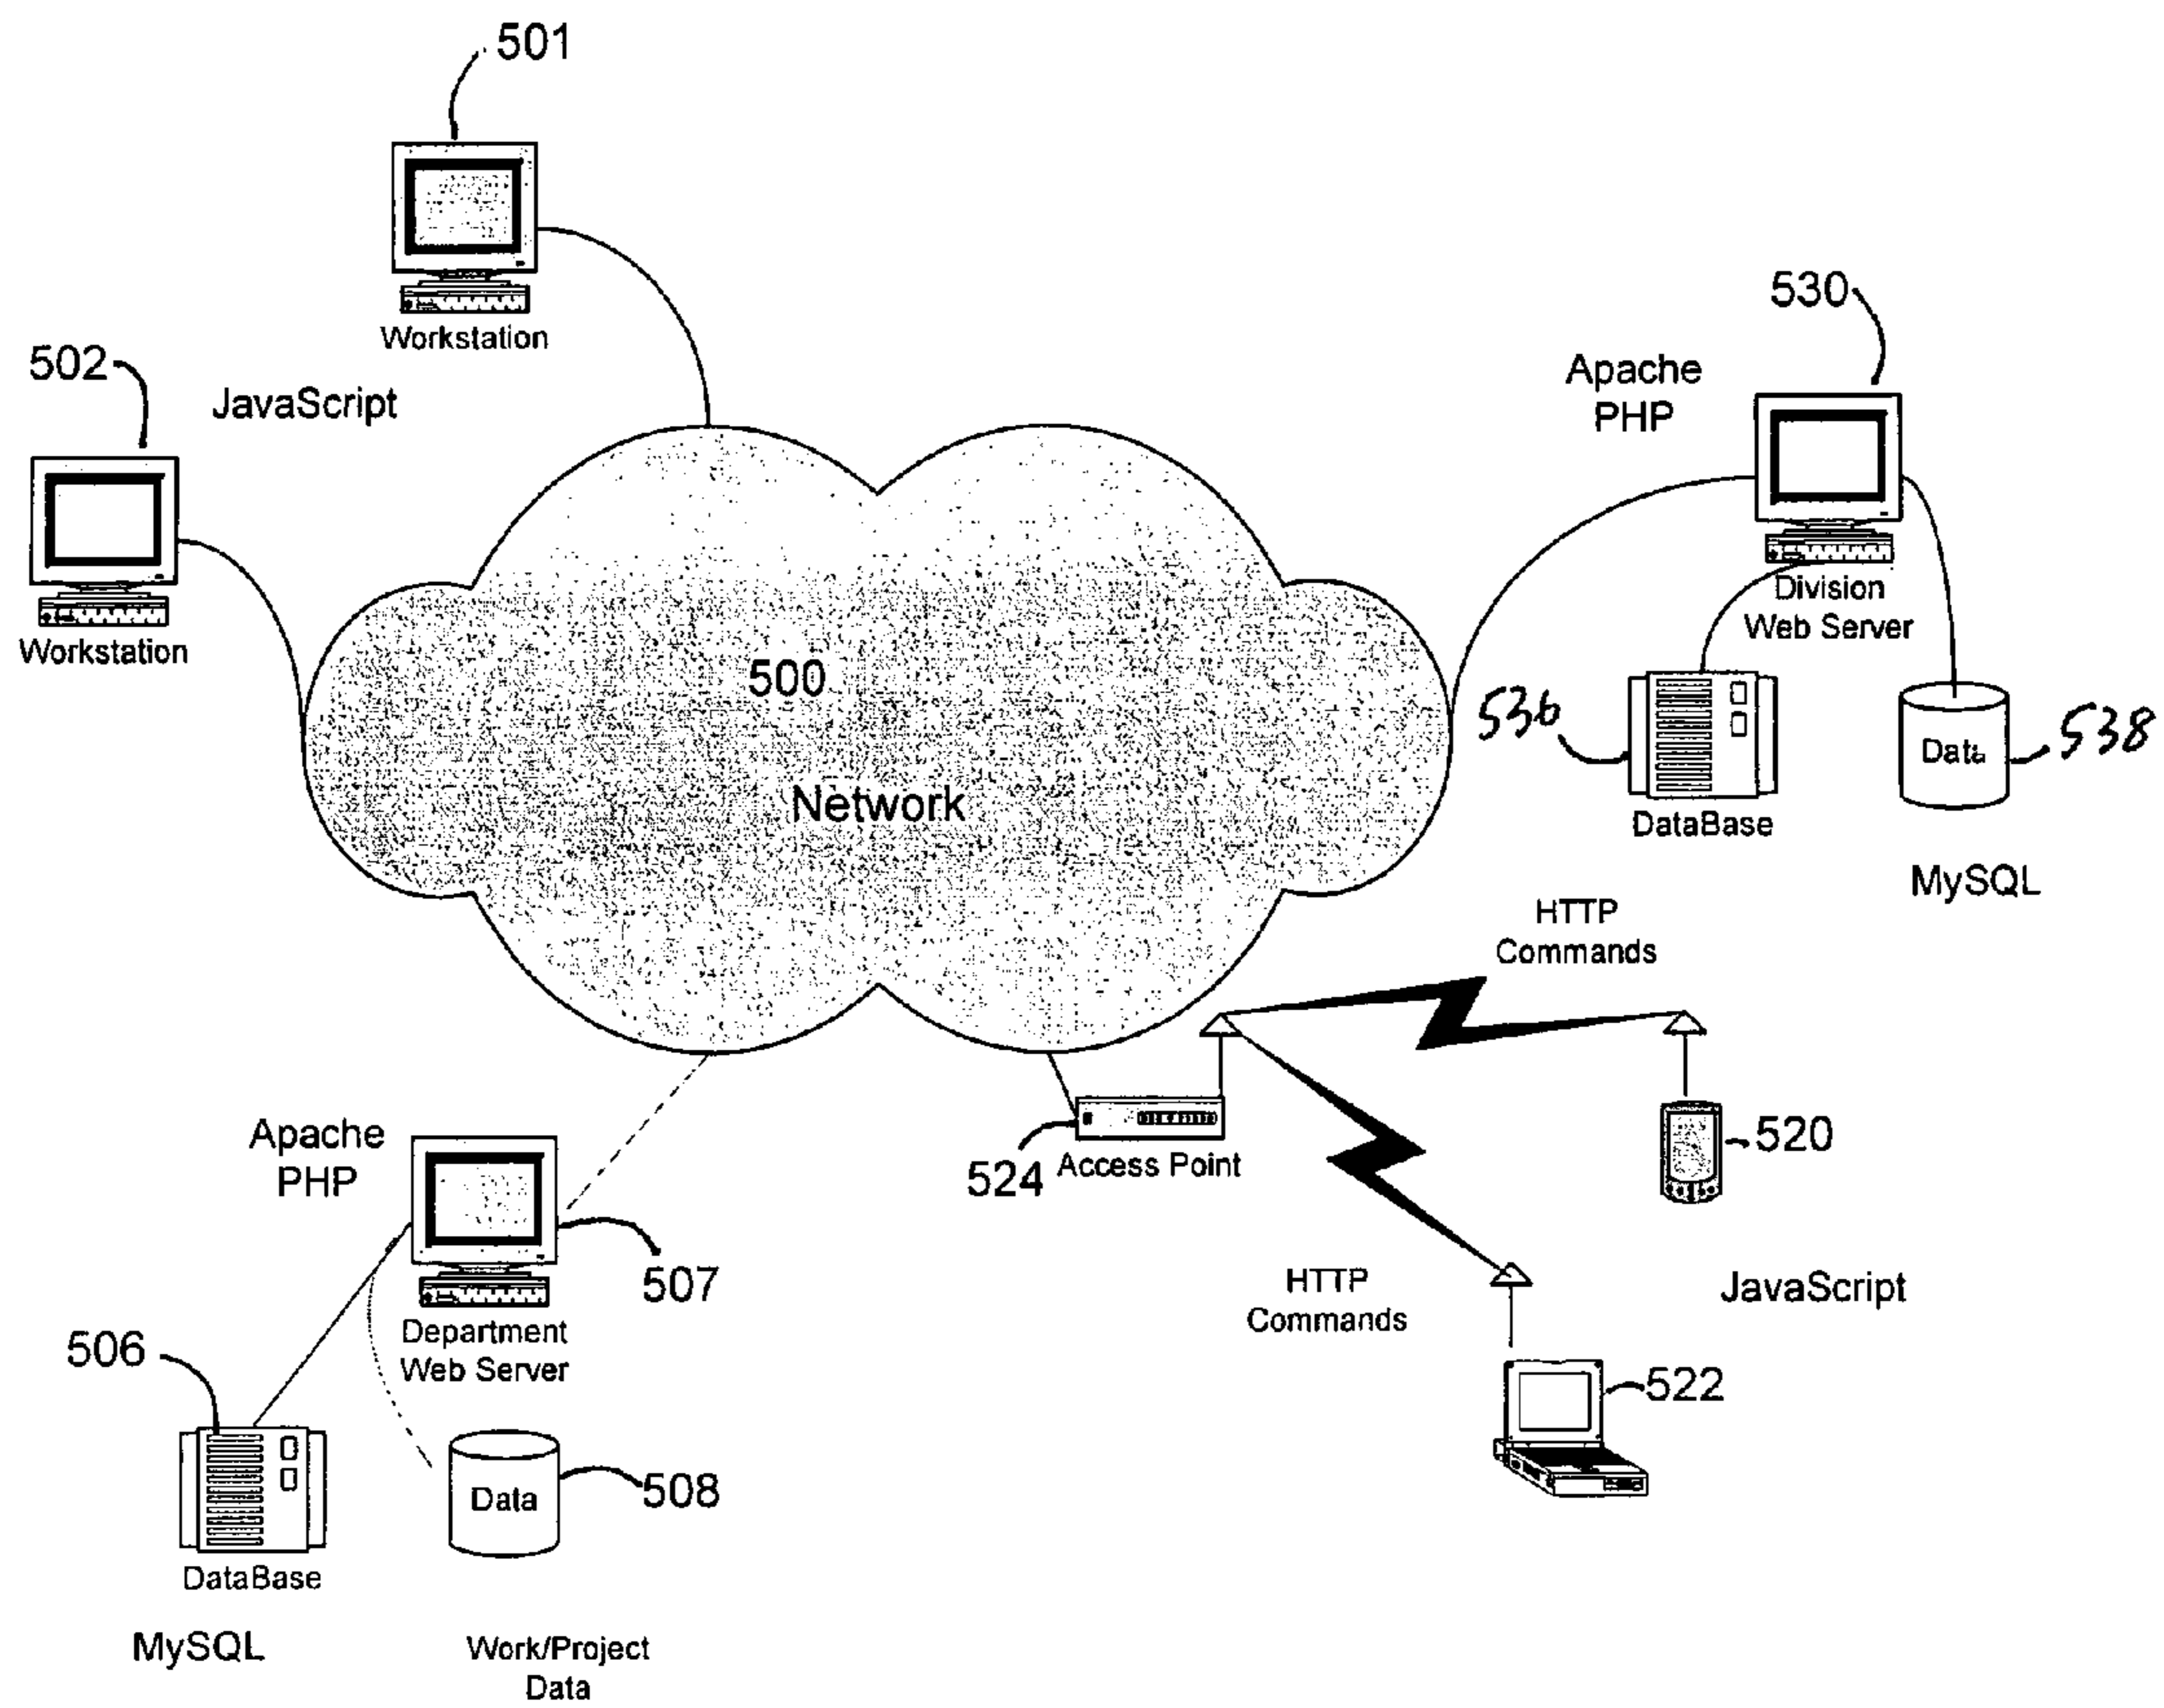 501
Workstation
502
JavaScript
Workstation
530
Apache
PHP
Division
Web Server
500
Network
536
DataBase
Data
538
MySQL
HTTP
Commands
524
Access Point
520
Apache
PHP
507
Department
Web Server
HTTP
Commands
JavaScript
522
506
DataBase
Data
508
MySQL
Work/Project
Data